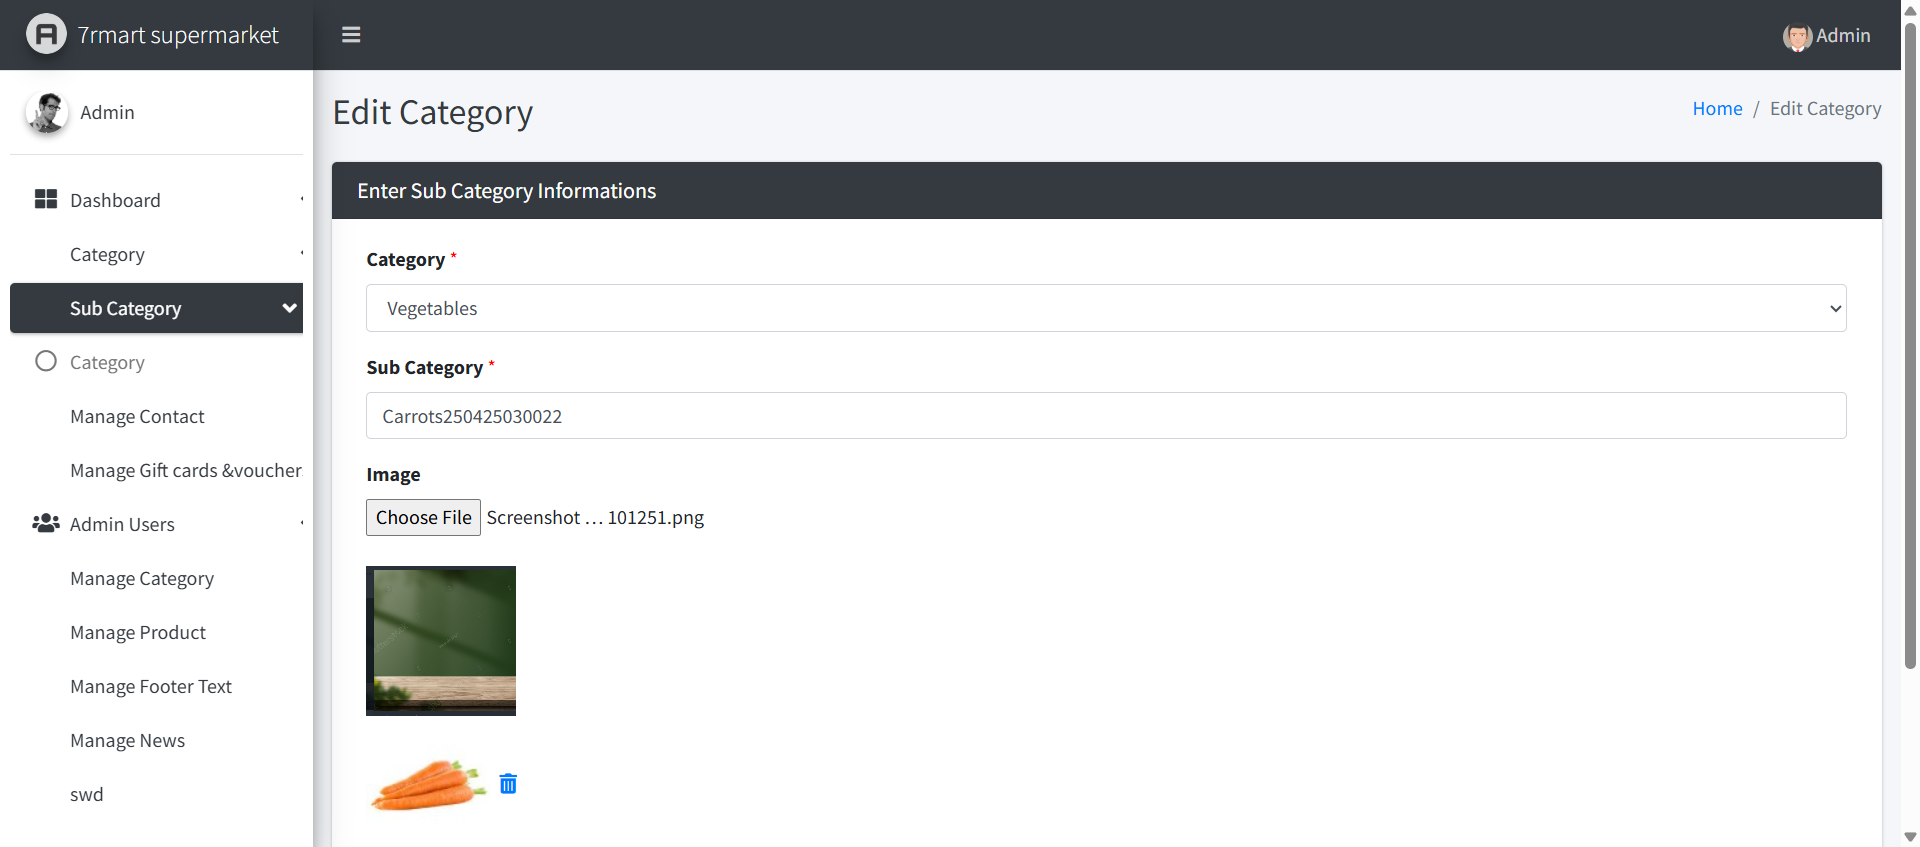 7rmart supermarket
Admin
Admin
Dashboard
Category
Sub Category
Category
Manage Contact
Manage Gift cards &voucher
Admin Users
Manage Category
Manage Product
Manage Footer Text
Manage News
swd
Edit Category
Home / Edit Category
Enter Sub Category Informations
Category *
Vegetables
Sub Category *
Carrots250425030022
Image
Choose File Screenshot … 101251.png